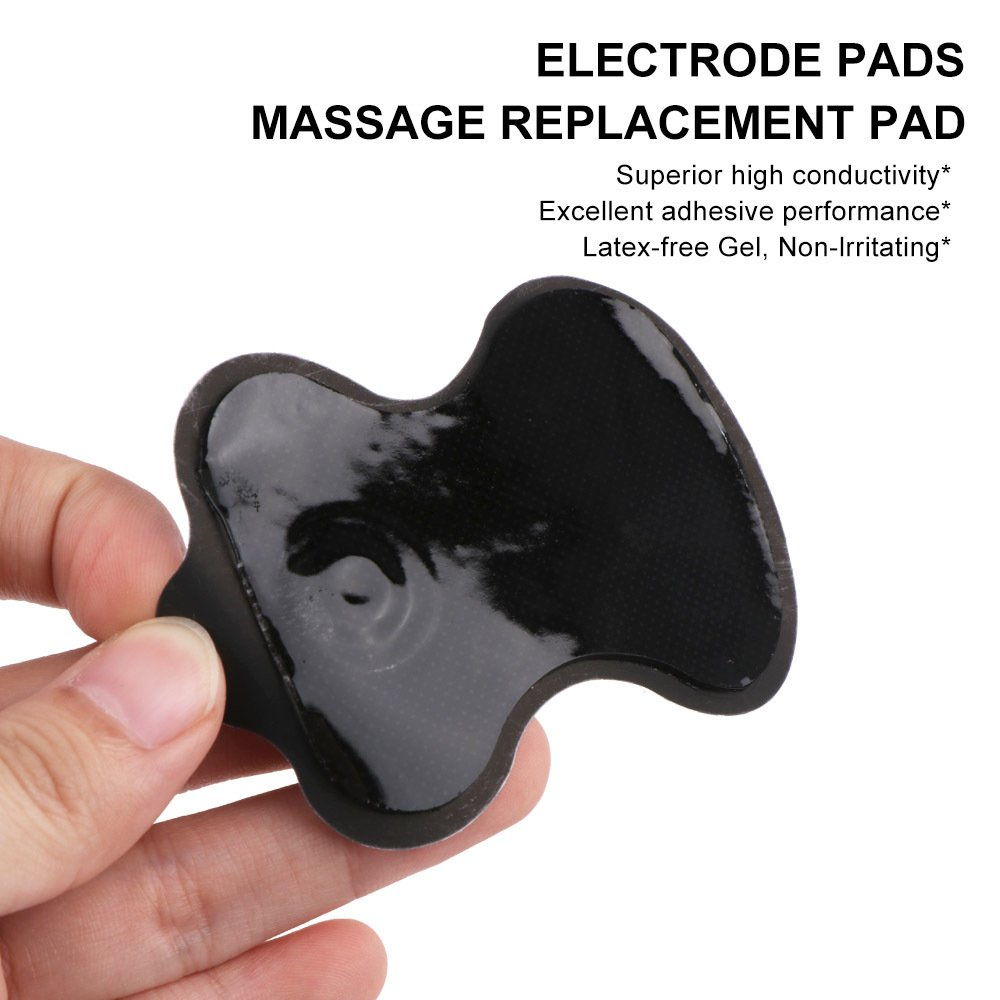 ELECTRODE PADS
MASSAGE REPLACEMENT PAD
Superior high conductivity*
Excellent adhesive performance*
Latex-free Gel, Non-Irritating*